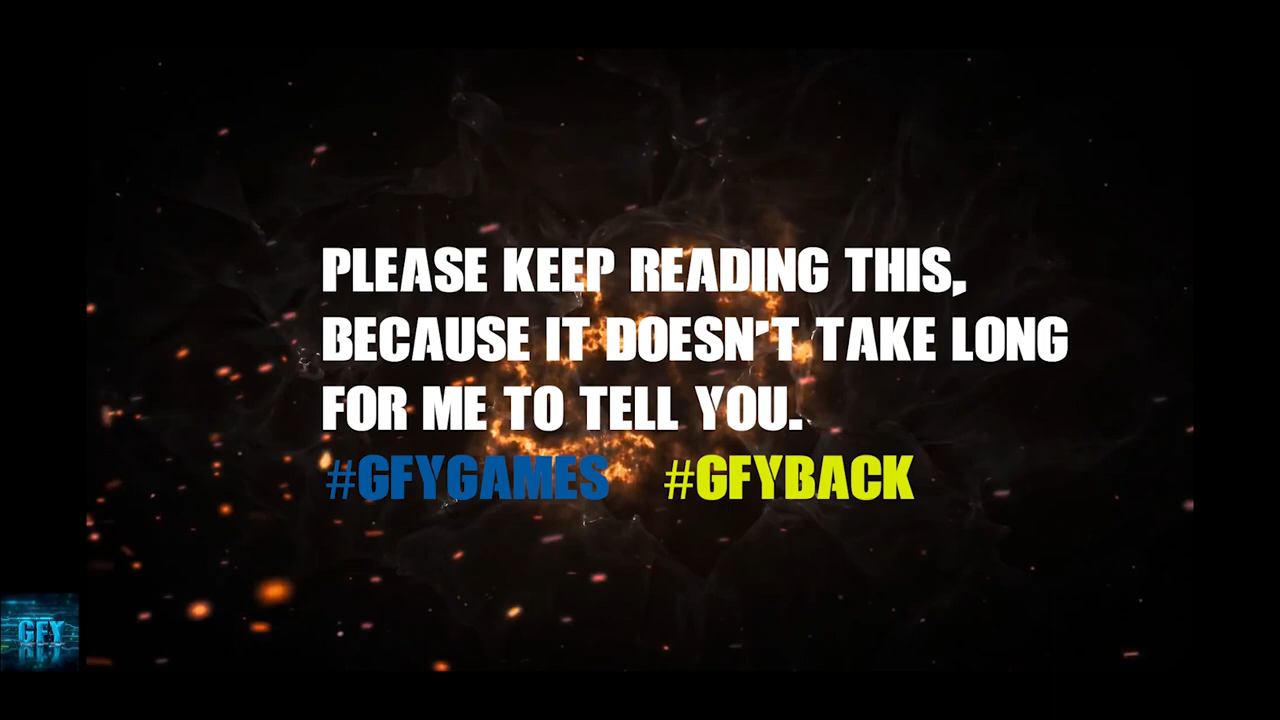 PLEASE KEEP READING THIS,
BECAUSE IT DOESN'T TAKE LONG
FOR ME TO TELL YOU.
#GFYGAMES #GFYBACK
GFY